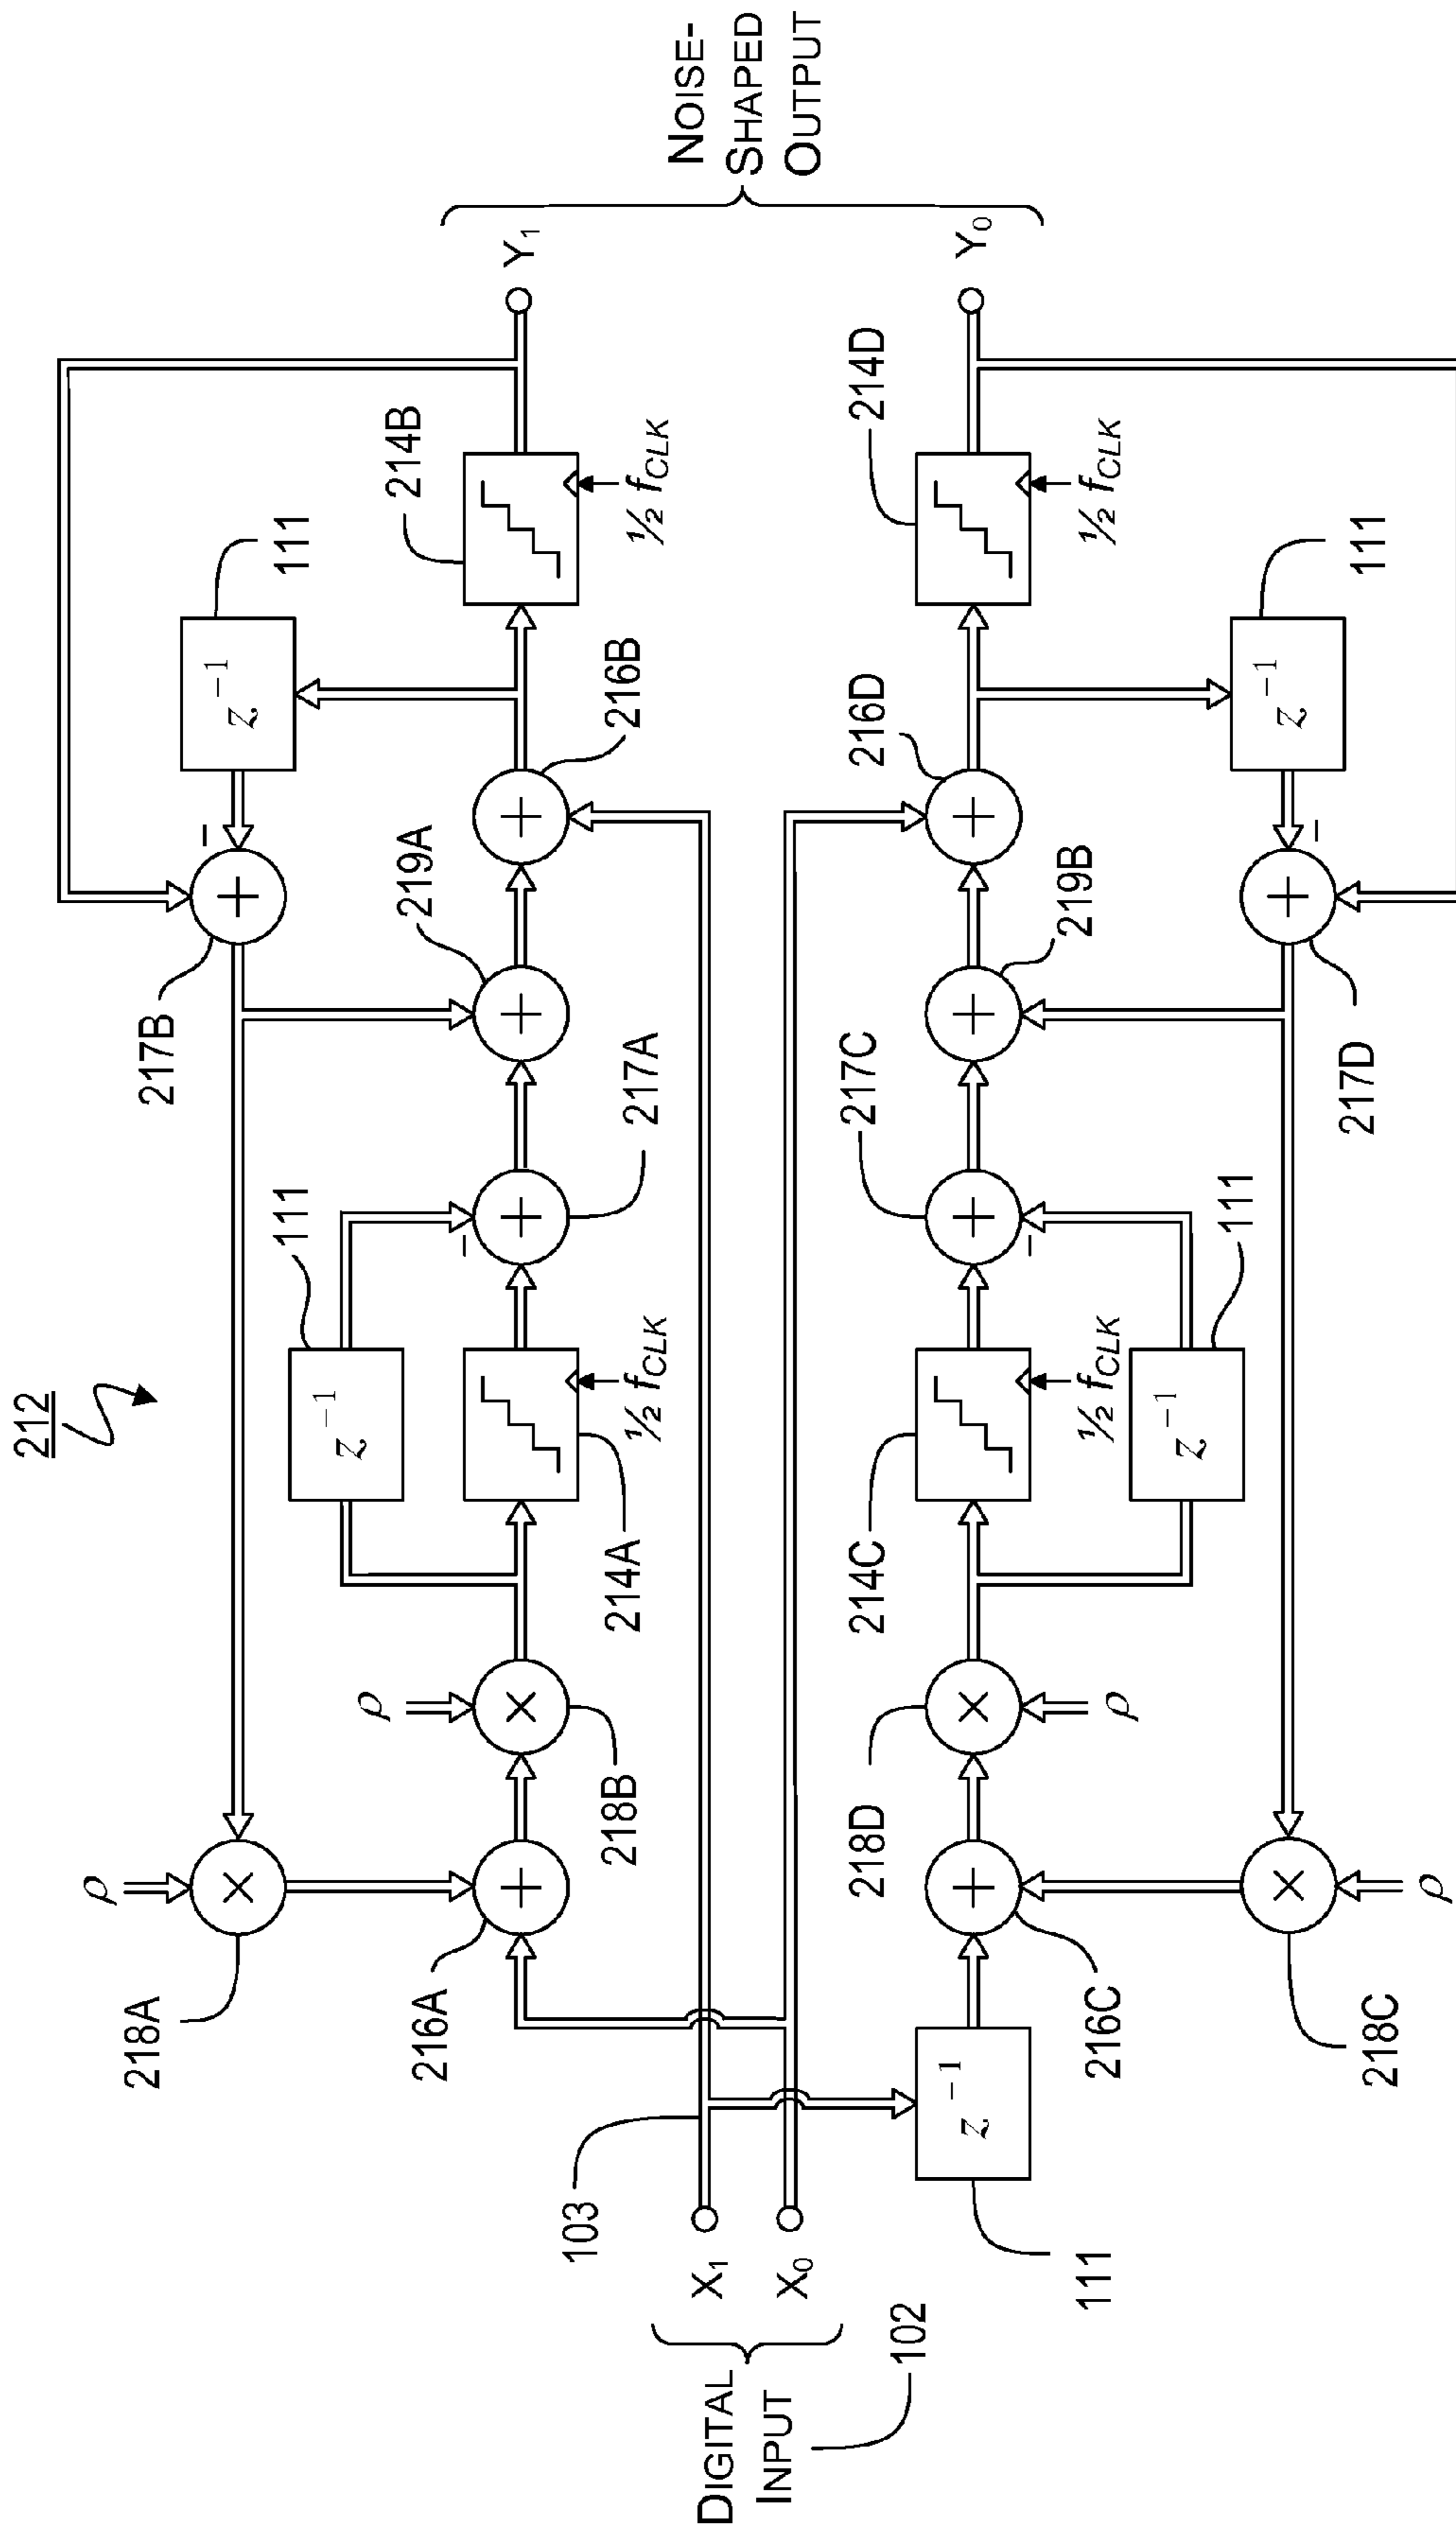 212
ρ
218A
217B
z⁻¹
111
z⁻¹
111
ρ
216A
218B
214A
½ fCLK
217A
219A
216B
214B
½ fCLK
Y₁
103
X₁
X₀
DIGITAL
INPUT
102
NOISE-
SHAPED
OUTPUT
z⁻¹
111
216C
218D
ρ
214C
½ fCLK
217C
219B
216D
214D
½ fCLK
Y₀
z⁻¹
111
z⁻¹
111
218C
ρ
217D